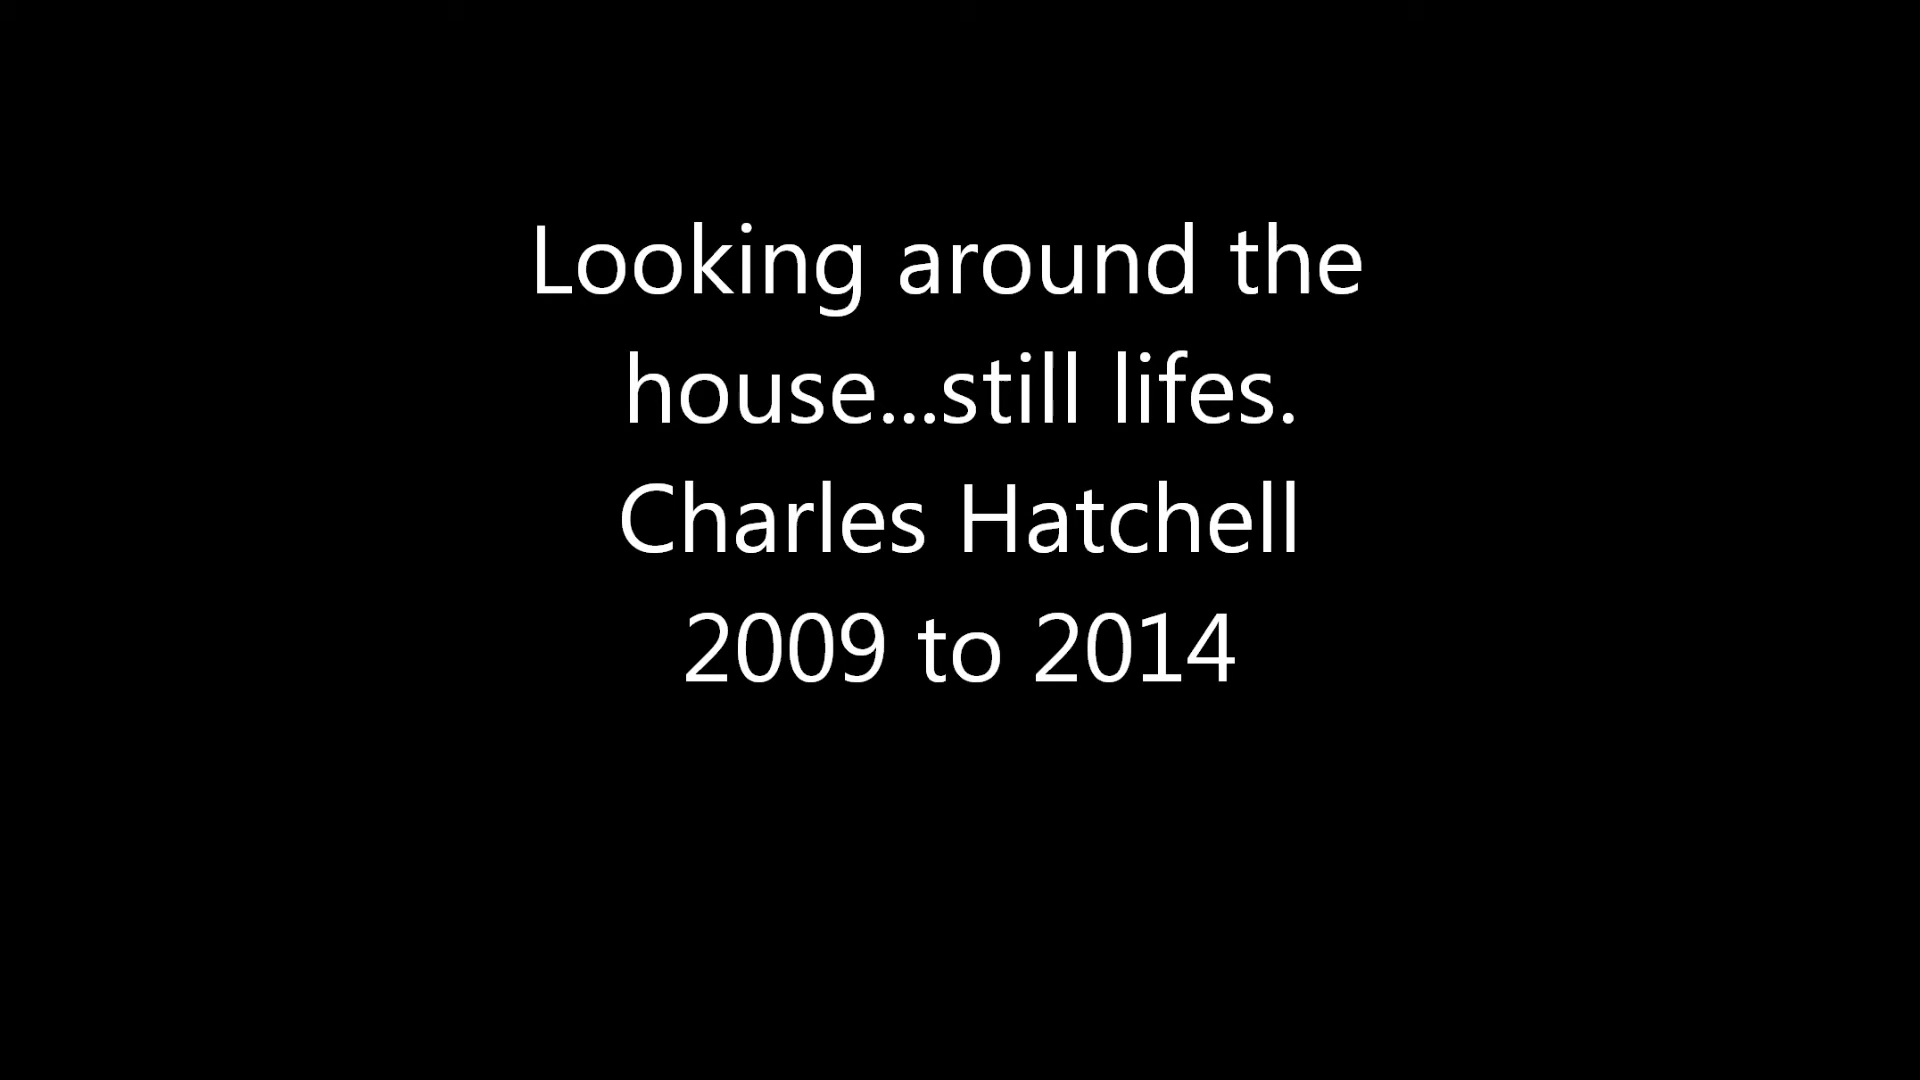 Looking around the
house...still lifes.
Charles Hatchell
2009 to 2014